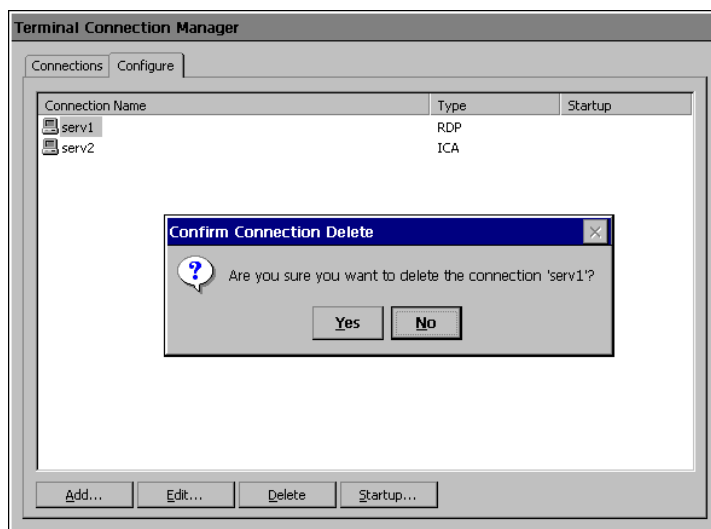 Terminal Connection Manager
Connections Configure
Connection Name Type Startup
serv1 RDP
serv2 ICA
Confirm Connection Delete
? Are you sure you want to delete the connection 'serv1'?
Yes No
Add... Edit... Delete Startup...